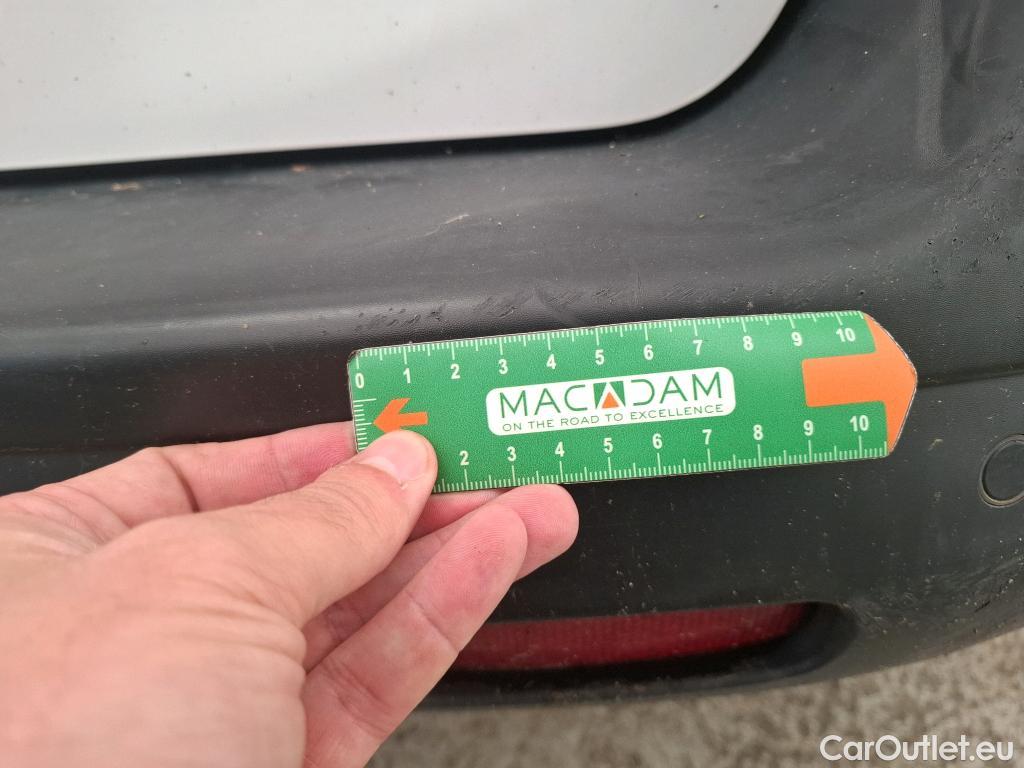 0 1 2 3 4 5 6 7 8 9 10
MACADAM
ON THE ROAD TO EXCELLENCE
2 3 4 5 6 7 8 9 10
CarOutlet.eu